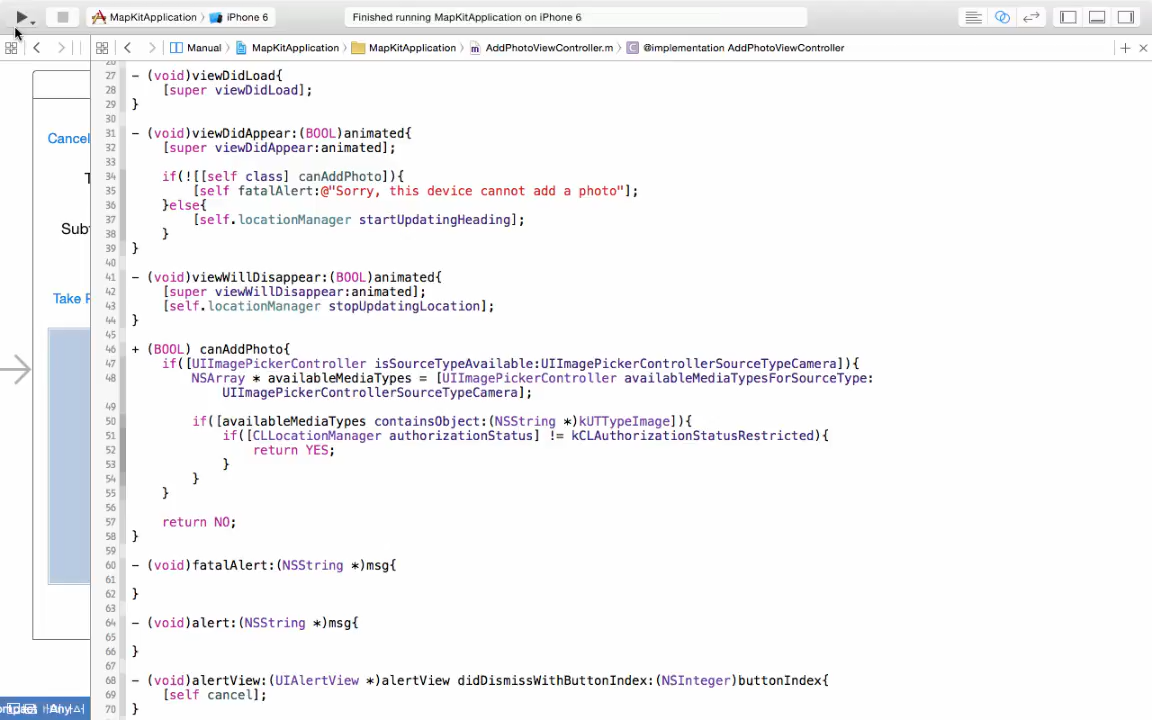 MapKitApplication iPhone 6
Finished running MapKitApplication on iPhone 6
Manual MapKitApplication MapKitApplication AddPhotoViewController.m @implementation AddPhotoViewController
Cancel
Take
27 - (void)viewDidLoad{
28 [super viewDidLoad];
29 }
30
31 - (void)viewDidAppear:(BOOL)animated{
32 [super viewDidAppear:animated];
33
34 if(![[self class] canAddPhoto]){
35 [self fatalAlert:@"Sorry, this device cannot add a photo"];
36 }else{
37 [self.locationManager startUpdatingHeading];
38 }
39 }
40
41 - (void)viewWillDisappear:(BOOL)animated{
42 [super viewWillDisappear:animated];
43 [self.locationManager stopUpdatingLocation];
44 }
45
46 + (BOOL) canAddPhoto{
47 if([UIImagePickerController isSourceTypeAvailable:UIImagePickerControllerSourceTypeCamera]){
48 NSArray * availableMediaTypes = [UIImagePickerController availableMediaTypesForSourceType:
UIImagePickerControllerSourceTypeCamera];
49
50 if([availableMediaTypes containsObject:(NSString *)kUTTypeImage]){
51 if([CLLocationManager authorizationStatus] != kCLAuthorizationStatusRestricted){
52 return YES;
53 }
54 }
55 }
56
57 return NO;
58 }
59
60 - (void)fatalAlert:(NSString *)msg{
61
62 }
63
64 - (void)alert:(NSString *)msg{
65
66 }
67
68 - (void)alertView:(UIAlertView *)alertView didDismissWithButtonIndex:(NSInteger)buttonIndex{
69 [self cancel];
70 }